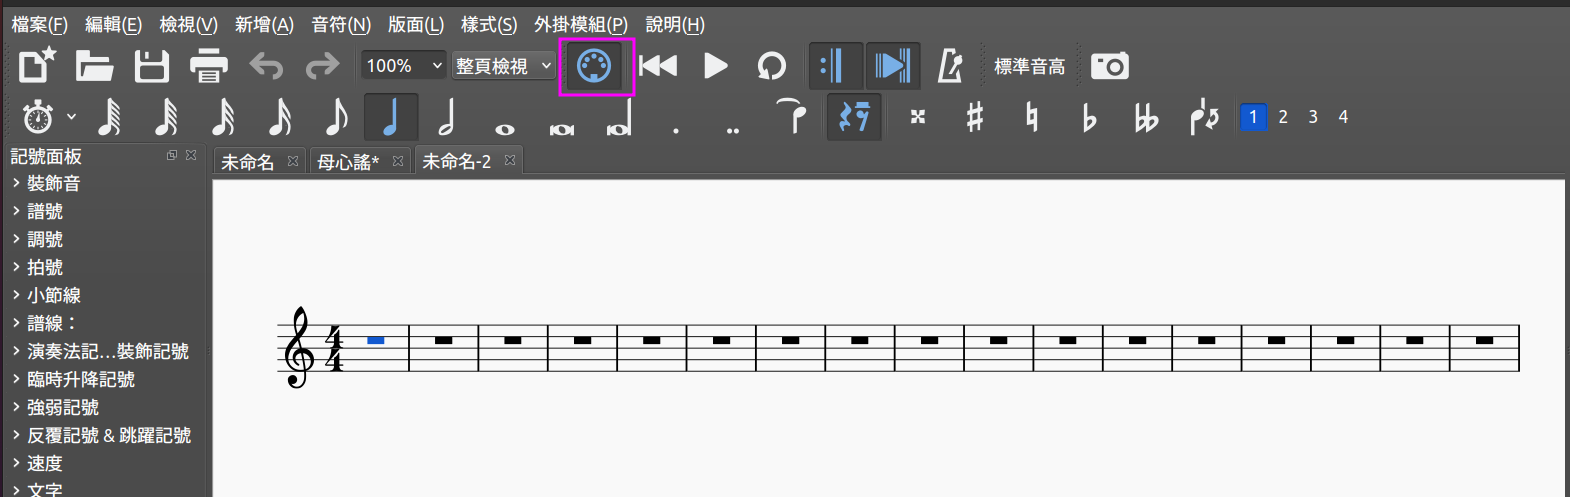 檔案(F) 編輯(E) 檢視(V) 新增(A) 音符(N) 版面(L) 樣式(S) 外掛模組(P) 說明(H)
100% 整頁檢視 標準音高
1 2 3 4
記號面板 未命名 母心謠* 未命名-2
裝飾音
譜號
調號
拍號
小節線
譜線：
演奏法記...裝飾記號
臨時升降記號
強弱記號
反覆記號 & 跳躍記號
速度
文字